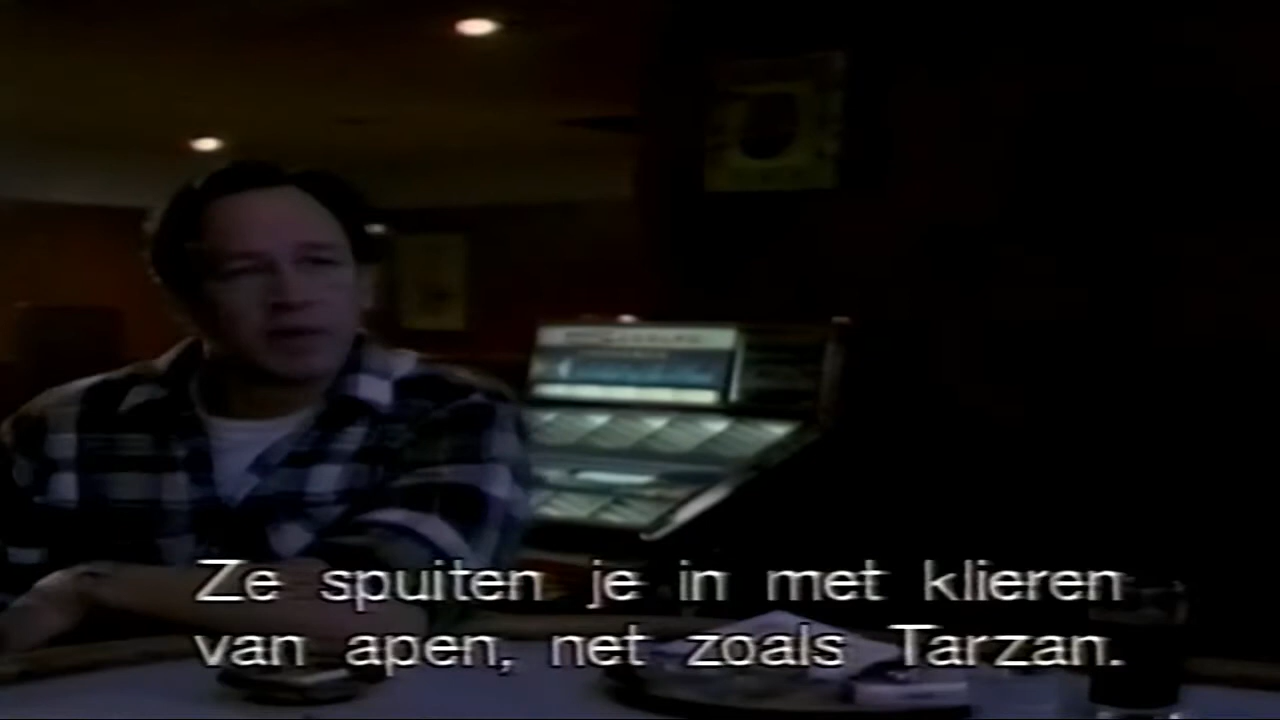 Ze spuiten je in met klieren
van apen, net zoals Tarzan.